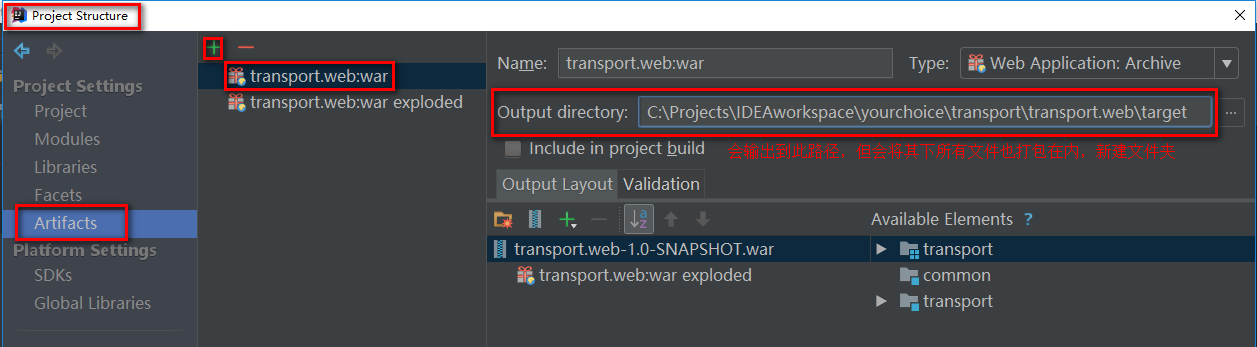 Project Structure
Project Settings
Project
Modules
Libraries
Facets
Artifacts
Platform Settings
SDKs
Global Libraries
transport.web:war
transport.web:war exploded
Name: transport.web:war Type: Web Application: Archive
Output directory: C:\Projects\IDEAworkspace\yourchoice\transport\transport.web\target ...
Include in project build 会输出到此路径，但会将其下所有文件也打包在内，新建文件夹
Output Layout Validation
Available Elements ?
transport.web-1.0-SNAPSHOT.war
transport.web:war exploded
transport
common
transport